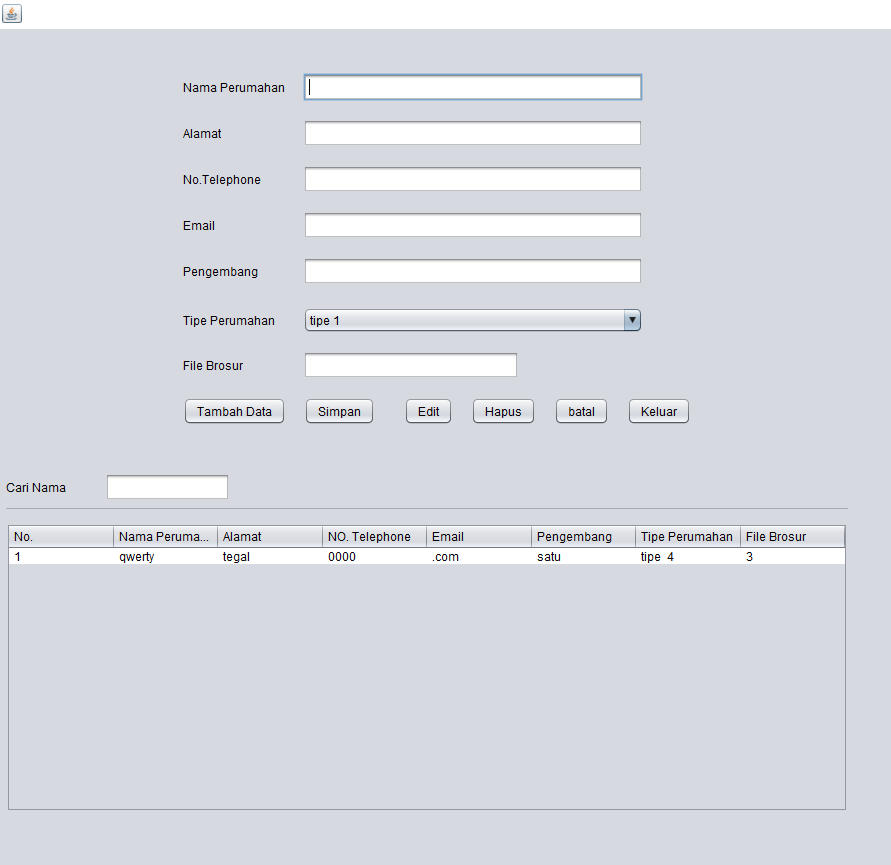 Nama Perumahan
Alamat
No.Telephone
Email
Pengembang
Tipe Perumahan tipe 1
File Brosur
Tambah Data Simpan Edit Hapus batal Keluar
Cari Nama
No. Nama Peruma... Alamat NO. Telephone Email Pengembang Tipe Perumahan File Brosur
1 qwerty tegal 0000 .com satu tipe 4 3